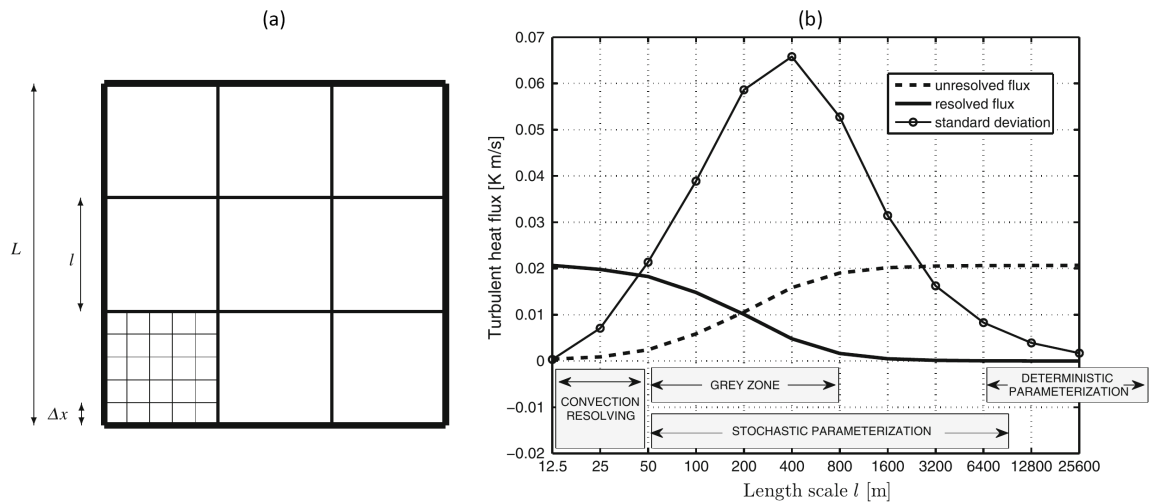 (a)
L
l
Δx
(b)
Turbulent heat flux [K m/s]
0.07
0.06
0.05
0.04
0.03
0.02
0.01
0
−0.01
−0.02
unresolved flux
resolved flux
standard deviation
CONVECTION
RESOLVING
GREY ZONE
STOCHASTIC PARAMETERIZATION
DETERMINISTIC
PARAMETERIZATION
12.5 25 50 100 200 400 800 1600 3200 6400 12800 25600
Length scale l [m]